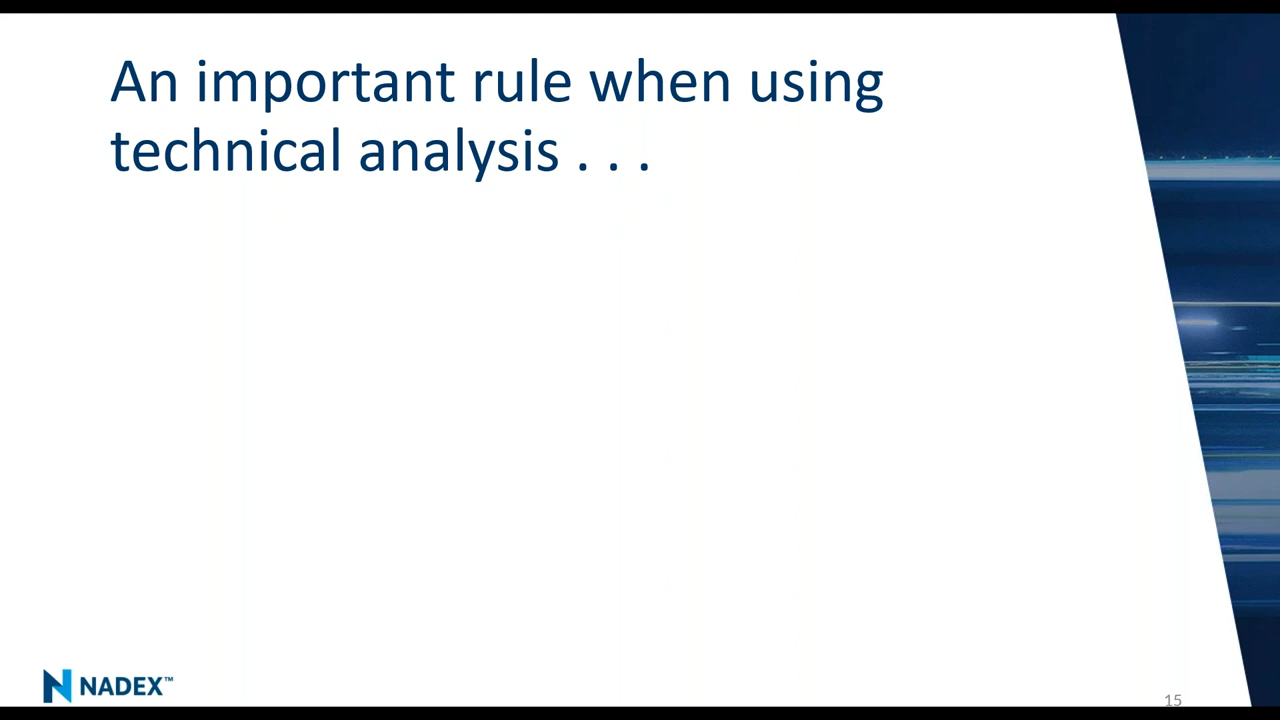 An important rule when using
technical analysis . . .
NADEX™
15